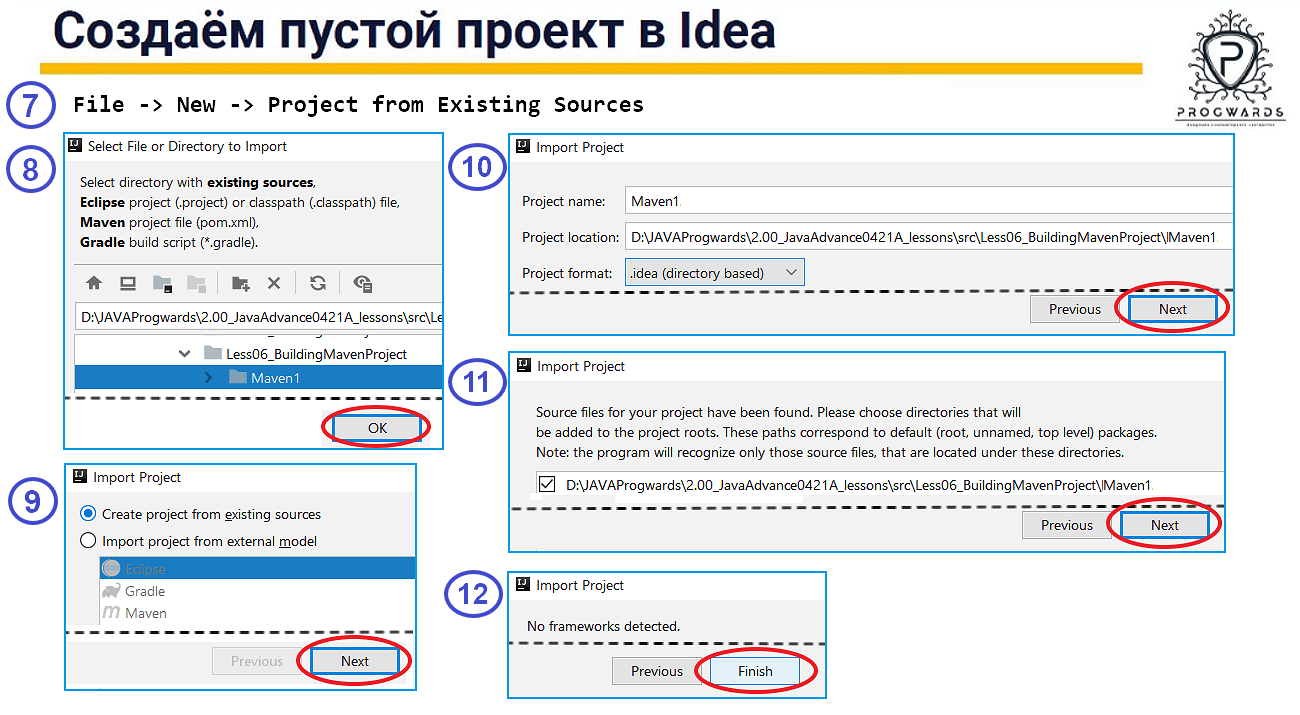 Создаём пустой проект в Idea
PROGWARDS
7 File -> New -> Project from Existing Sources
8
Select File or Directory to Import
Select directory with existing sources,
Eclipse project (.project) or classpath (.classpath) file,
Maven project file (pom.xml),
Gradle build script (*.gradle).
D:\JAVAProgwards\2.00_JavaAdvance0421A_lessons\src\Le
Less06_BuildingMavenProject
Maven1
OK
9
Import Project
Create project from existing sources
Import project from external model
Eclipse
Gradle
Maven
Previous Next
10
Import Project
Project name: Maven1
Project location: D:\JAVAProgwards\2.00_JavaAdvance0421A_lessons\src\Less06_BuildingMavenProject\lMaven1
Project format: .idea (directory based)
Previous Next
11
Import Project
Source files for your project have been found. Please choose directories that will
be added to the project roots. These paths correspond to default (root, unnamed, top level) packages.
Note: the program will recognize only those source files, that are located under these directories.
D:\JAVAProgwards\2.00_JavaAdvance0421A_lessons\src\Less06_BuildingMavenProject\lMaven1
Previous Next
12
Import Project
No frameworks detected.
Previous Finish